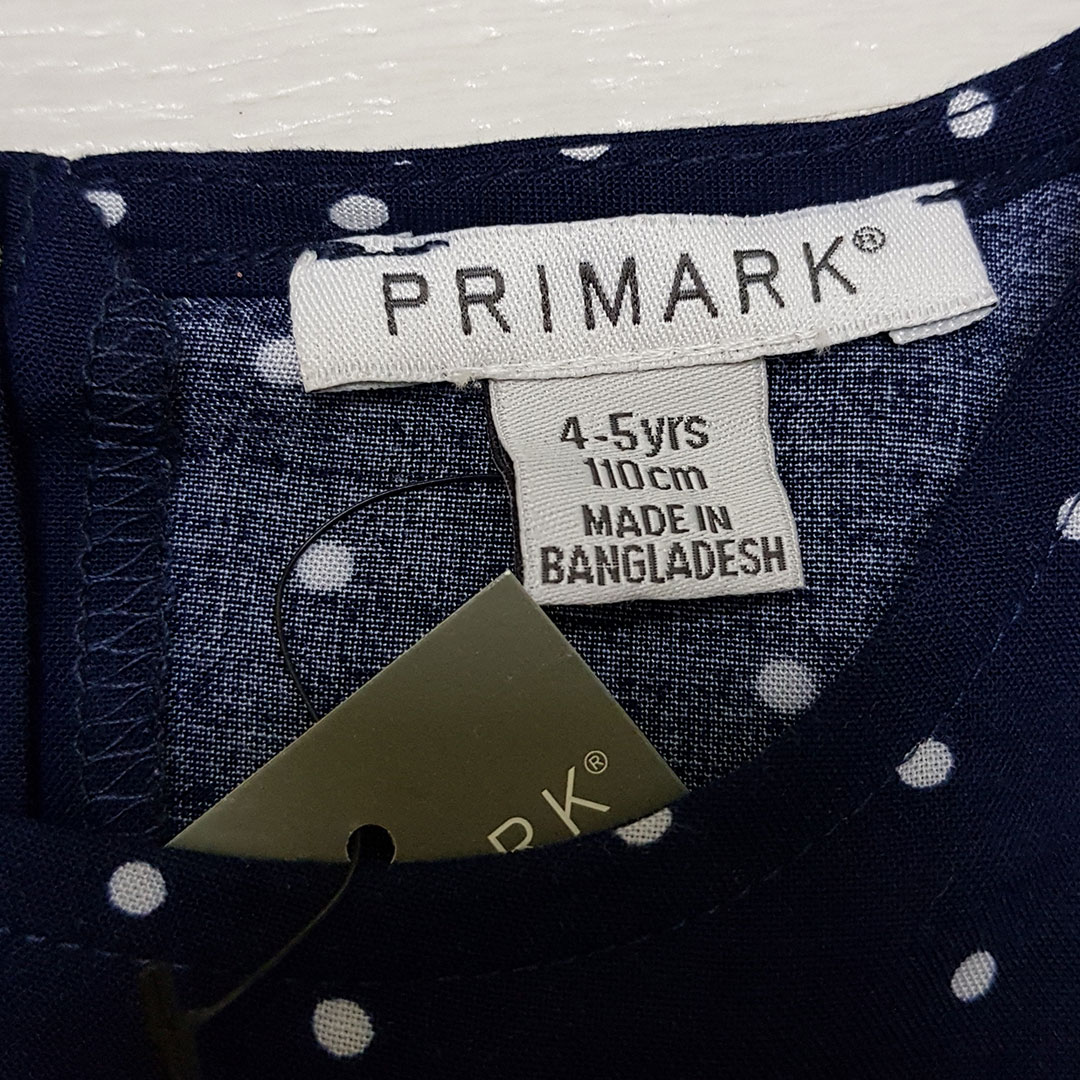 PRIMARK®
4-5yrs
110cm
MADE IN
BANGLADESH
RK®